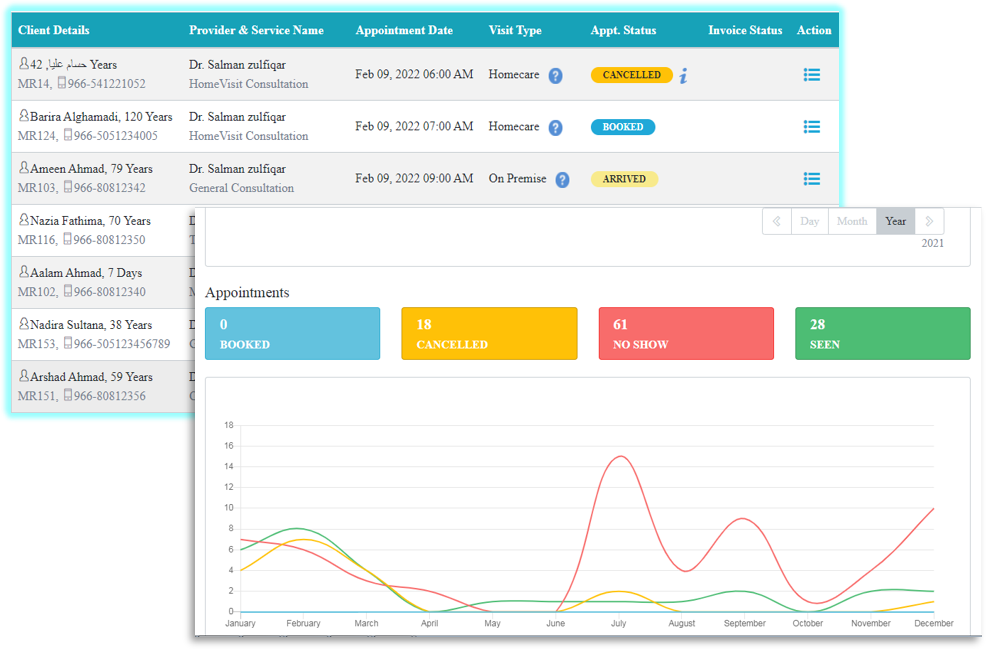 Client Details Provider & Service Name Appointment Date Visit Type Appt. Status Invoice Status Action
حسام عليا, 42 Years Dr. Salman zulfiqar Feb 09, 2022 06:00 AM Homecare ? CANCELLED i
MR14, 966-541221052 HomeVisit Consultation
Barira Alghamadi, 120 Years Dr. Salman zulfiqar Feb 09, 2022 07:00 AM Homecare ? BOOKED
MR124, 966-5051234005 HomeVisit Consultation
Ameen Ahmad, 79 Years Dr. Salman zulfiqar Feb 09, 2022 09:00 AM On Premise ? ARRIVED
MR103, 966-80812342 General Consultation
Nazia Fathima, 70 Years
MR116, 966-80812350
Aalam Ahmad, 7 Days
MR102, 966-80812340
Nadira Sultana, 38 Years
MR153, 966-505123456789
Arshad Ahmad, 59 Years
MR151, 966-80812356
Day Month Year
2021
Appointments
0 18 61 28
BOOKED CANCELLED NO SHOW SEEN
18
16
14
12
10
8
6
4
2
0
January February March April May June July August September October November December